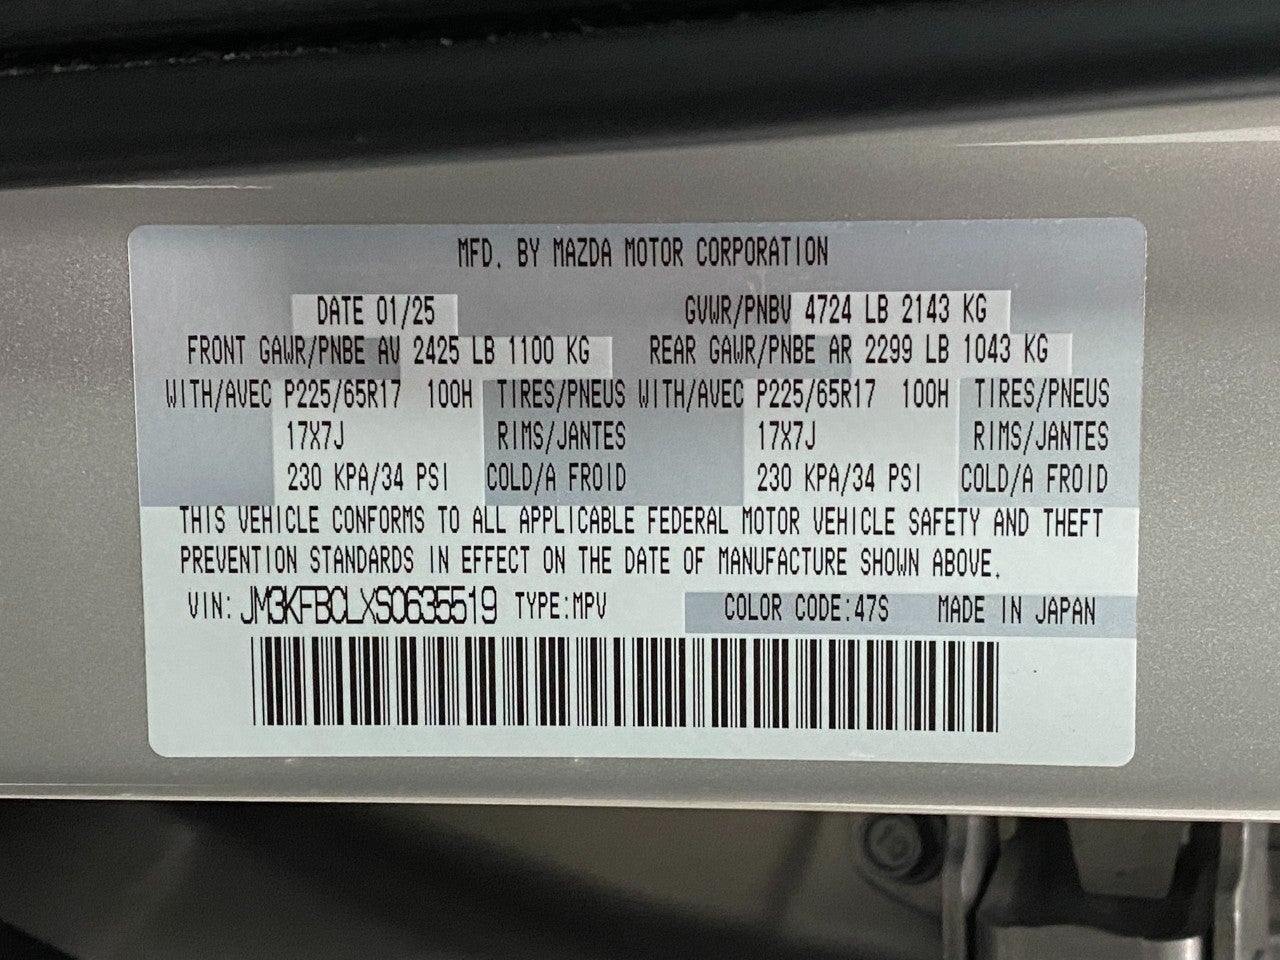 MFD. BY MAZDA MOTOR CORPORATION
DATE 01/25 GVWR/PNBV 4724 LB 2143 KG
FRONT GAWR/PNBE AV 2425 LB 1100 KG REAR GAWR/PNBE AR 2299 LB 1043 KG
WITH/AVEC P225/65R17 100H TIRES/PNEUS WITH/AVEC P225/65R17 100H TIRES/PNEUS
17X7J RIMS/JANTES 17X7J RIMS/JANTES
230 KPA/34 PSI COLD/A FROID 230 KPA/34 PSI COLD/A FROID
THIS VEHICLE CONFORMS TO ALL APPLICABLE FEDERAL MOTOR VEHICLE SAFETY AND THEFT
PREVENTION STANDARDS IN EFFECT ON THE DATE OF MANUFACTURE SHOWN ABOVE.
VIN: JM3KFBCLXS0635519 TYPE:MPV COLOR CODE:47S MADE IN JAPAN